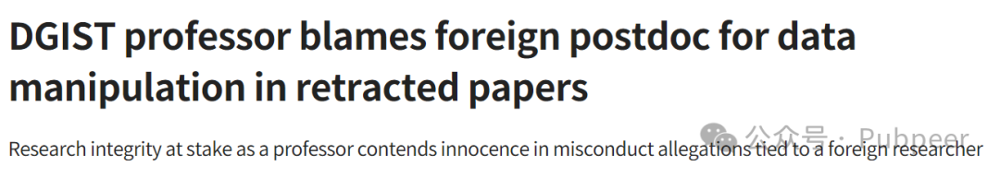 DGIST professor blames foreign postdoc for data
manipulation in retracted papers
Research integrity at stake as a professor contends innocence in misconduct allegations tied to a foreign researcher
公众号 · Pubpeer